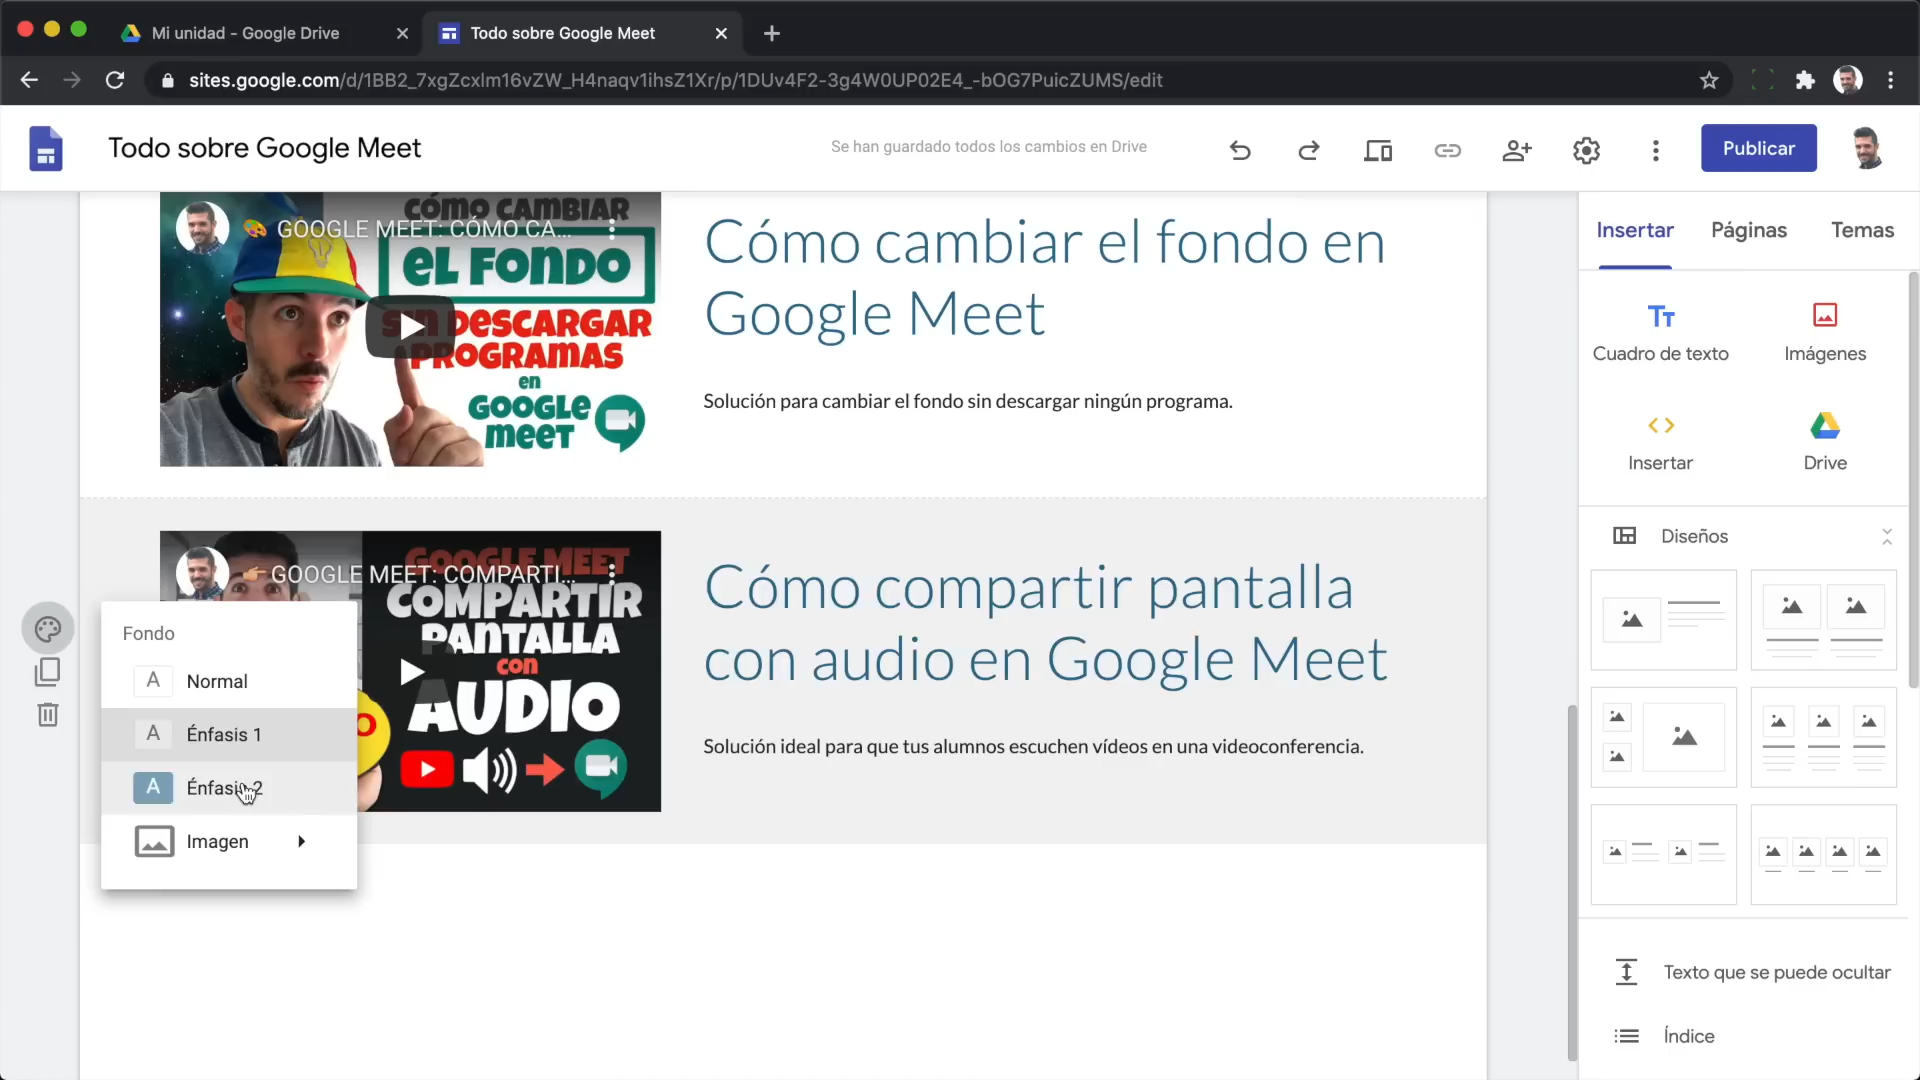 Mi unidad - Google Drive
Todo sobre Google Meet
sites.google.com/d/1BB2_7xgZcxlm16vZW_H4naqv1ihsZ1Xr/p/1DUv4F2-3g4W0UP02E4_-bOG7PuicZUMS/edit
Todo sobre Google Meet
Se han guardado todos los cambios en Drive
Publicar
CÓMO CAMBIAR
GOOGLE MEET: CÓMO CA...
EL FONDO
SIN DESCARGAR
PROGRAMAS
en
GOOGLE
MEET
Cómo cambiar el fondo en
Google Meet
Solución para cambiar el fondo sin descargar ningún programa.
GOOGLE MEET
GOOGLE MEET: COMPARTI...
COMPARTIR
PANTALLA
con
AUDIO
Cómo compartir pantalla
con audio en Google Meet
Solución ideal para que tus alumnos escuchen vídeos en una videoconferencia.
Fondo
A Normal
A Énfasis 1
A Énfasis 2
Imagen
Insertar
Páginas
Temas
Tт
Cuadro de texto
Imágenes
Insertar
Drive
Diseños
Texto que se puede ocultar
Índice